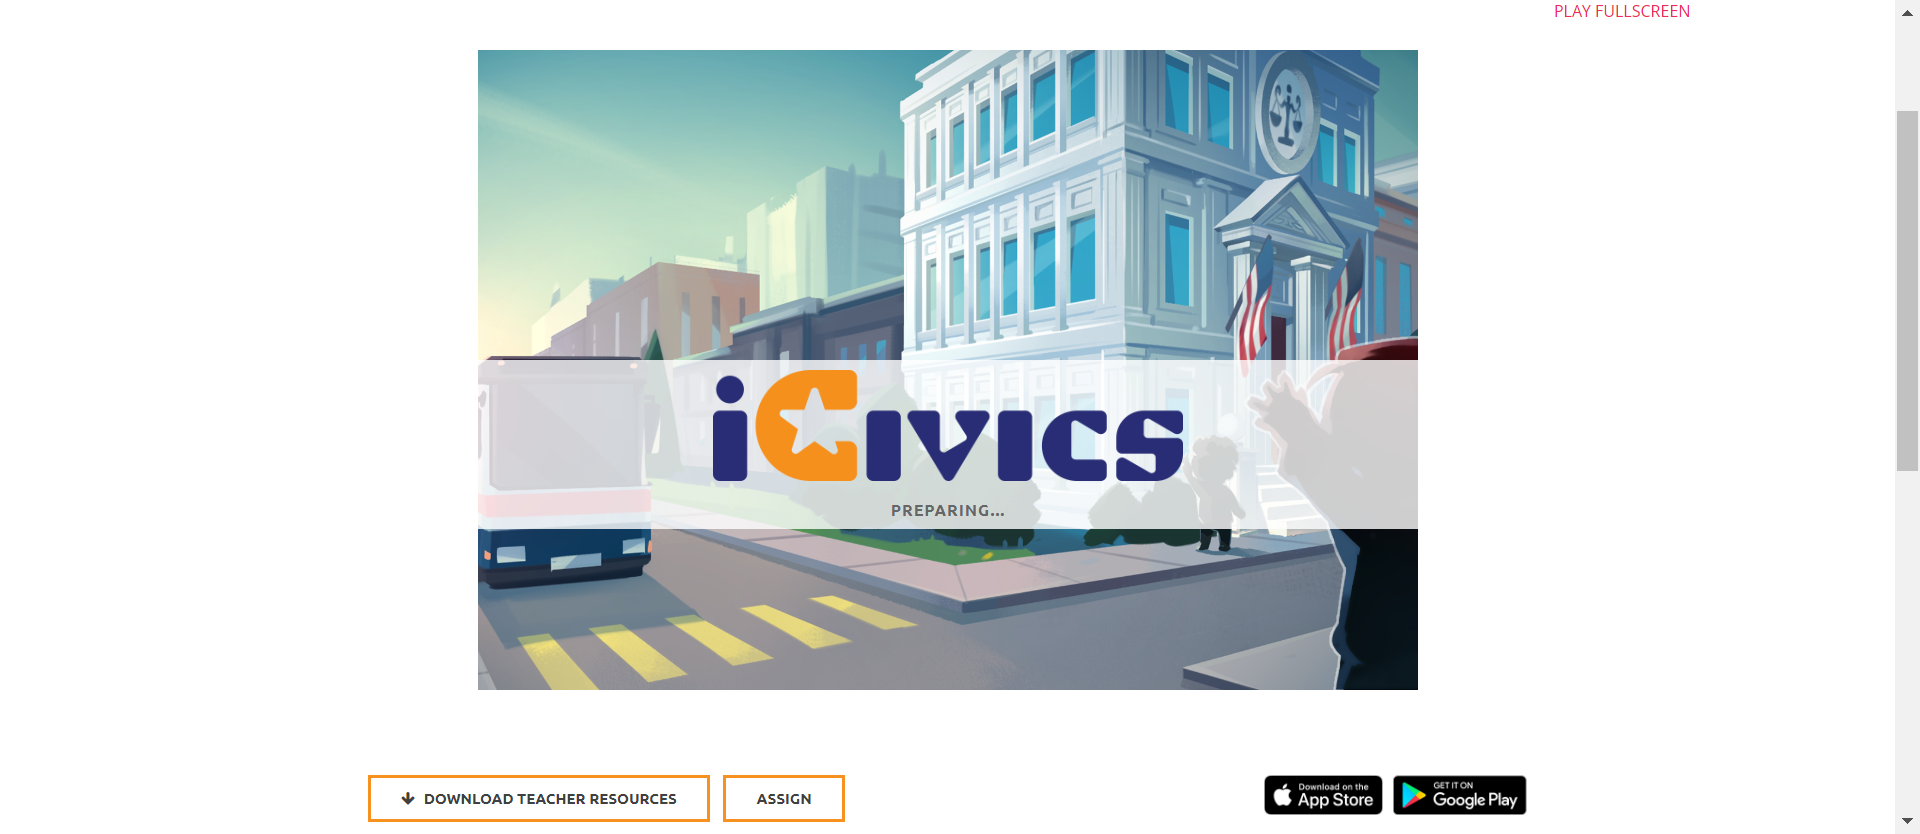 PLAY FULLSCREEN
iCIVICS
PREPARING...
DOWNLOAD TEACHER RESOURCES
ASSIGN
Download on the
App Store
GET IT ON
Google Play